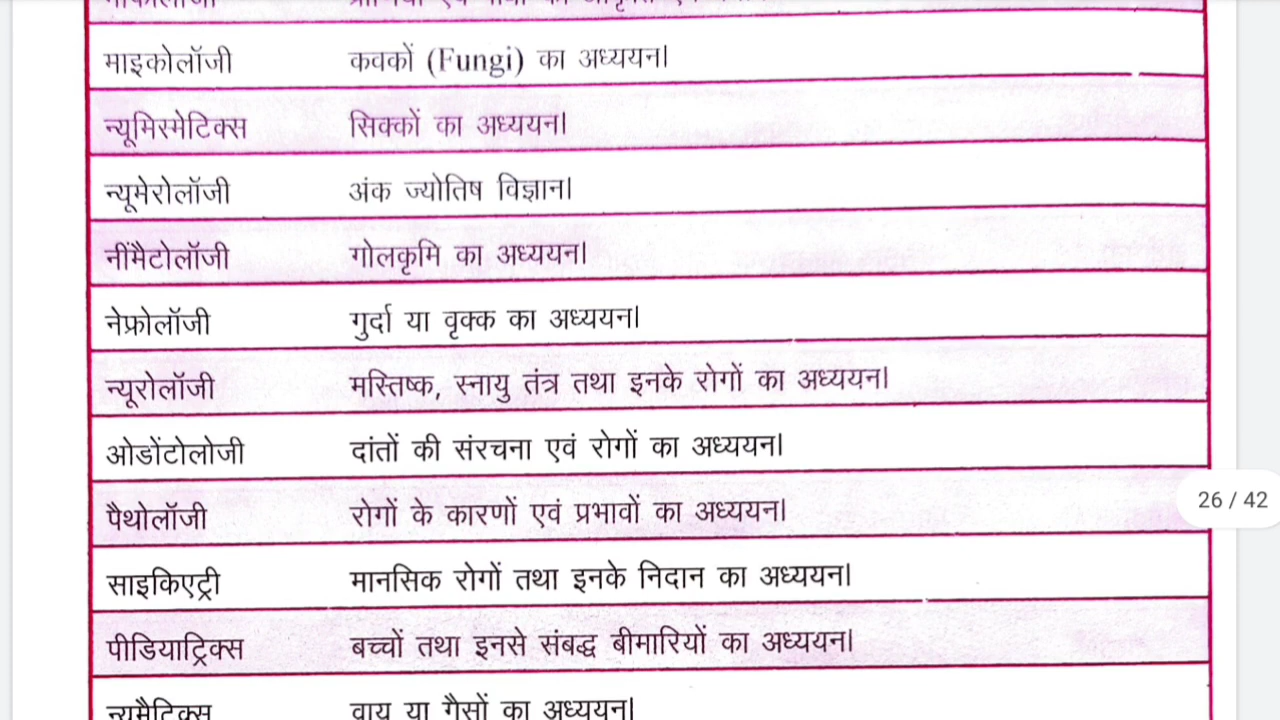 माइकोलॉजी कवकों (Fungi) का अध्ययन।
न्यूमिस्मेटिक्स सिक्कों का अध्ययन।
न्यूमेरोलॉजी अंक ज्योतिष विज्ञान।
नींमैटोलॉजी गोलकृमि का अध्ययन।
नेफ्रोलॉजी गुर्दा या वृक्क का अध्ययन।
न्यूरोलॉजी मस्तिष्क, स्नायु तंत्र तथा इनके रोगों का अध्ययन।
ओडोंटोलोजी दांतों की संरचना एवं रोगों का अध्ययन।
26 / 42
पैथोलॉजी रोगों के कारणों एवं प्रभावों का अध्ययन।
साइकिएट्री मानसिक रोगों तथा इनके निदान का अध्ययन।
पीडियाट्रिक्स बच्चों तथा इनसे संबद्ध बीमारियों का अध्ययन।
न्यूमैटिक्स वायु या गैसों का अध्ययन।